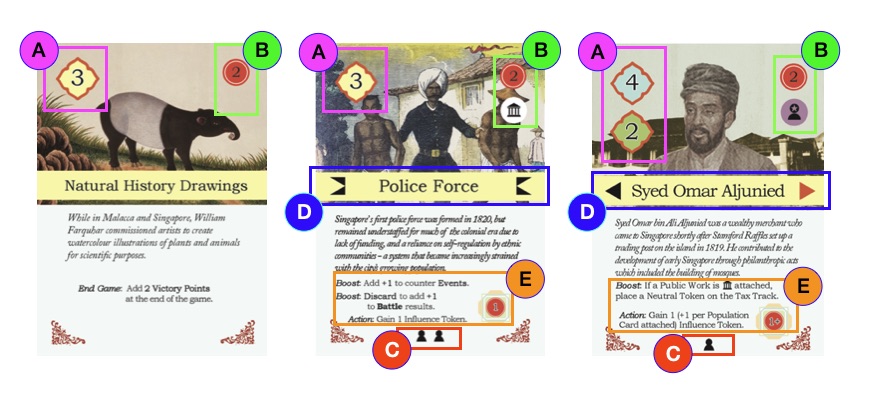 A
3
B
2
Natural History Drawings
While in Malacca and Singapore, William
Farquhar commissioned artists to create
watercolour illustrations of plants and animals
for scientific purposes.
End Game: Add 2 Victory Points
at the end of the game.
A
3
B
2
D
Police Force
Singapore's first police force was formed in 1820, but
remained understaffed for much of the colonial era due to
lack of funding, and a reliance on self-regulation by ethnic
communities – a system that became increasingly strained
with the city's growing population.
E
Boost: Add +1 to counter Events.
Boost: Discard to add +1
to Battle results.
1
Action: Gain 1 Influence Token.
C
A
4
2
B
2
D
Syed Omar Aljunied
Syed Omar bin Ali Aljunied was a wealthy merchant who
came to Singapore shortly after Stamford Raffles set up a
trading post on the island in 1819. He contributed to the
development of early Singapore through philanthropic acts
which included the building of mosques.
E
Boost: If a Public Work is attached,
place a Neutral Token on the Tax Track.
Action: Gain 1 (+1 per Population
Card attached) Influence Token.
1+
C